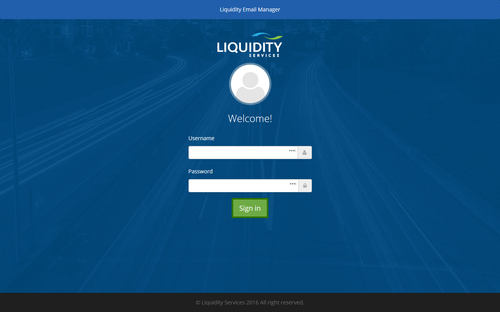 Liquidity Email Manager
LIQUIDITY
SERVICES
Welcome!
Username
Password
Sign in
© Liquidity Services 2016 All right reserved.